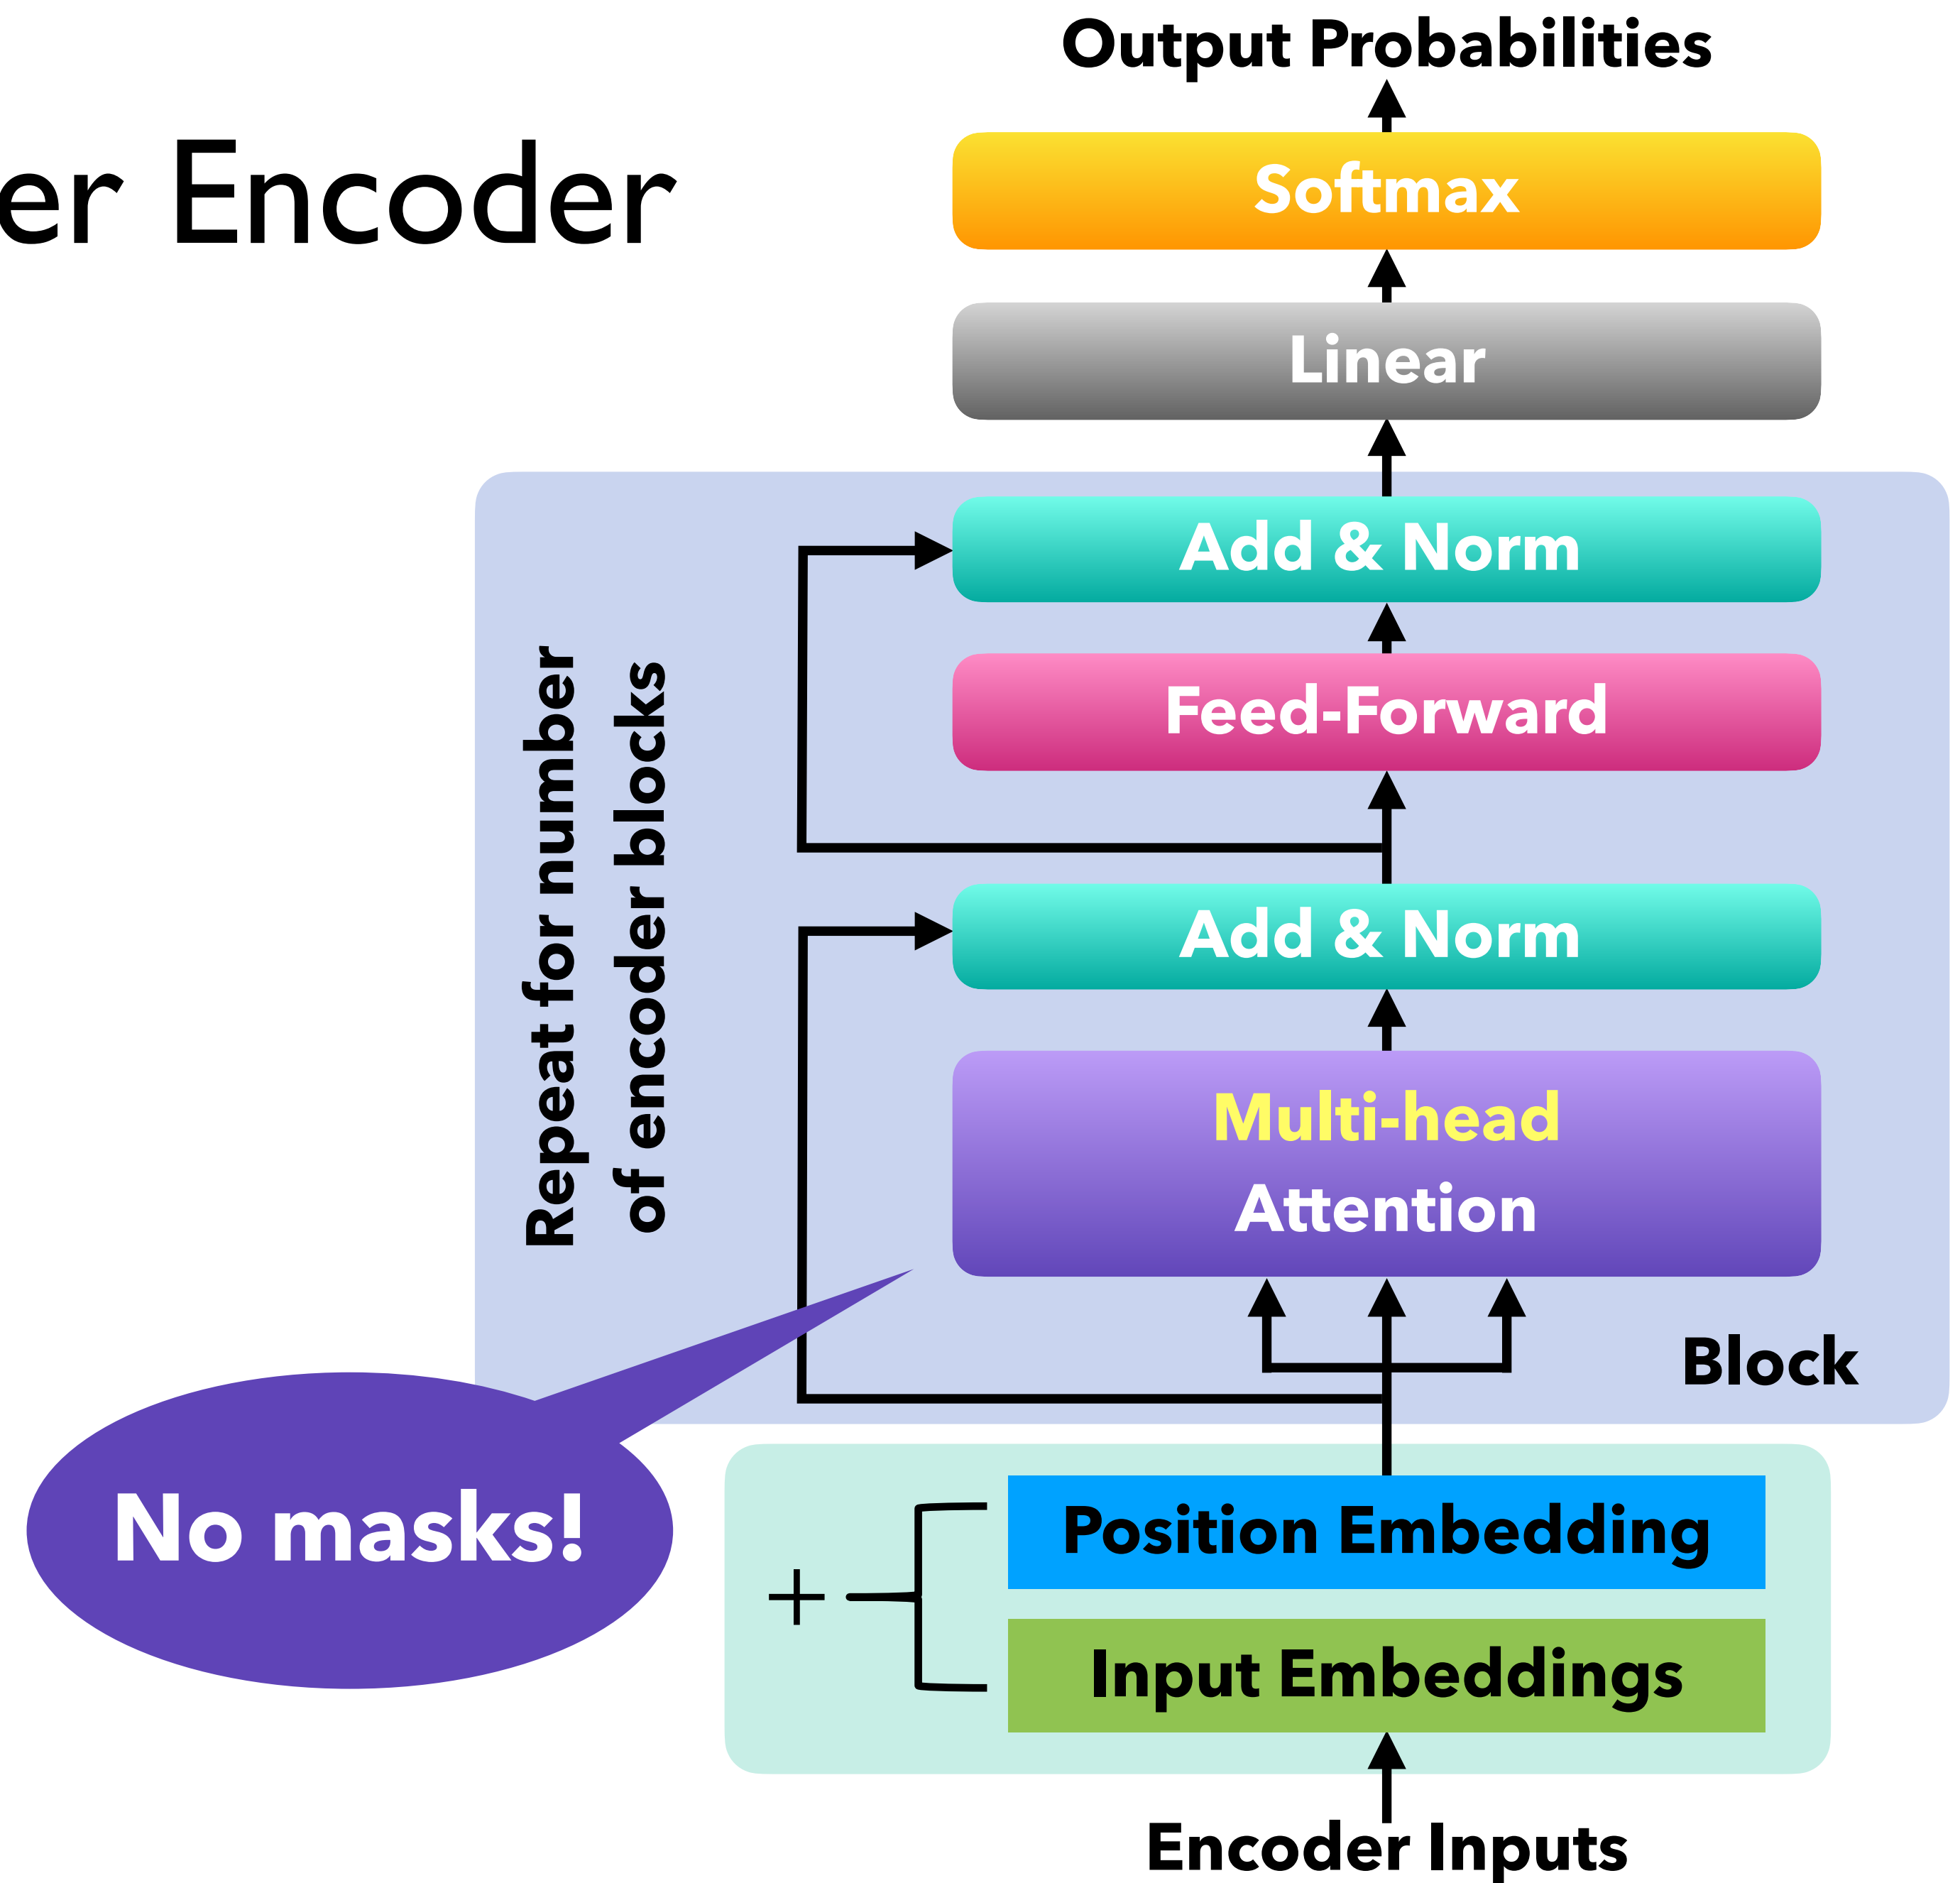 Output Probabilities
er Encoder
Softmax
Linear
Add & Norm
Feed-Forward
Repeat for number
of encoder blocks
Add & Norm
Multi-head
Attention
Block
No masks!
Position Embedding
+
Input Embeddings
Encoder Inputs